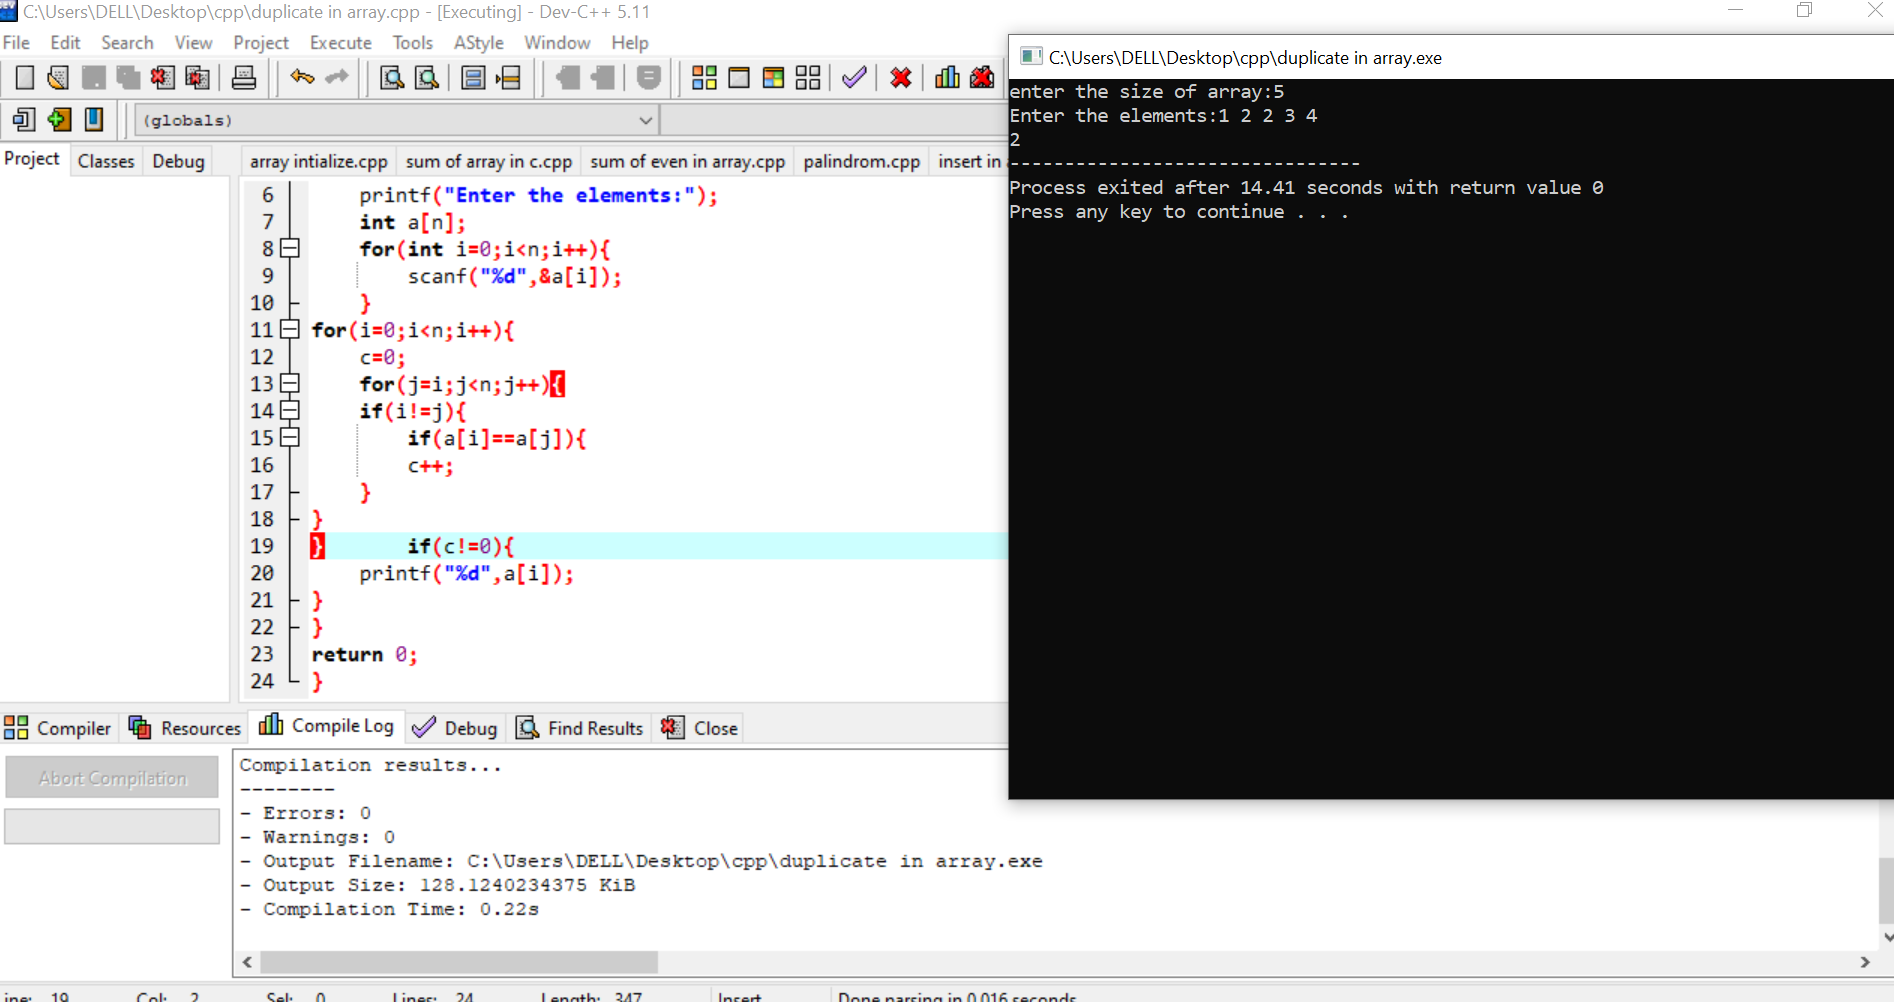 C:\Users\DELL\Desktop\cpp\duplicate in array.cpp - [Executing] - Dev-C++ 5.11
File Edit Search View Project Execute Tools AStyle Window Help
(globals)
Project Classes Debug
array intialize.cpp sum of array in c.cpp sum of even in array.cpp palindrom.cpp insert in
6 printf("Enter the elements:");
7 int a[n];
8 for(int i=0;i<n;i++){
9 scanf("%d",&a[i]);
10 }
11 for(i=0;i<n;i++){
12 c=0;
13 for(j=i;j<n;j++){
14 if(i!=j){
15 if(a[i]==a[j]){
16 c++;
17 }
18 }
19 } if(c!=0){
20 printf("%d",a[i]);
21 }
22 }
23 return 0;
24 }
C:\Users\DELL\Desktop\cpp\duplicate in array.exe
enter the size of array:5
Enter the elements:1 2 2 3 4
2
--------------------------------
Process exited after 14.41 seconds with return value 0
Press any key to continue . . .
Compiler Resources Compile Log Debug Find Results Close
Abort Compilation
Compilation results...
--------
- Errors: 0
- Warnings: 0
- Output Filename: C:\Users\DELL\Desktop\cpp\duplicate in array.exe
- Output Size: 128.1240234375 KiB
- Compilation Time: 0.22s
19 Col: 2 Sel: 0 Lines: 24 Length: 347 Insert Done parsing in 0.016 seconds